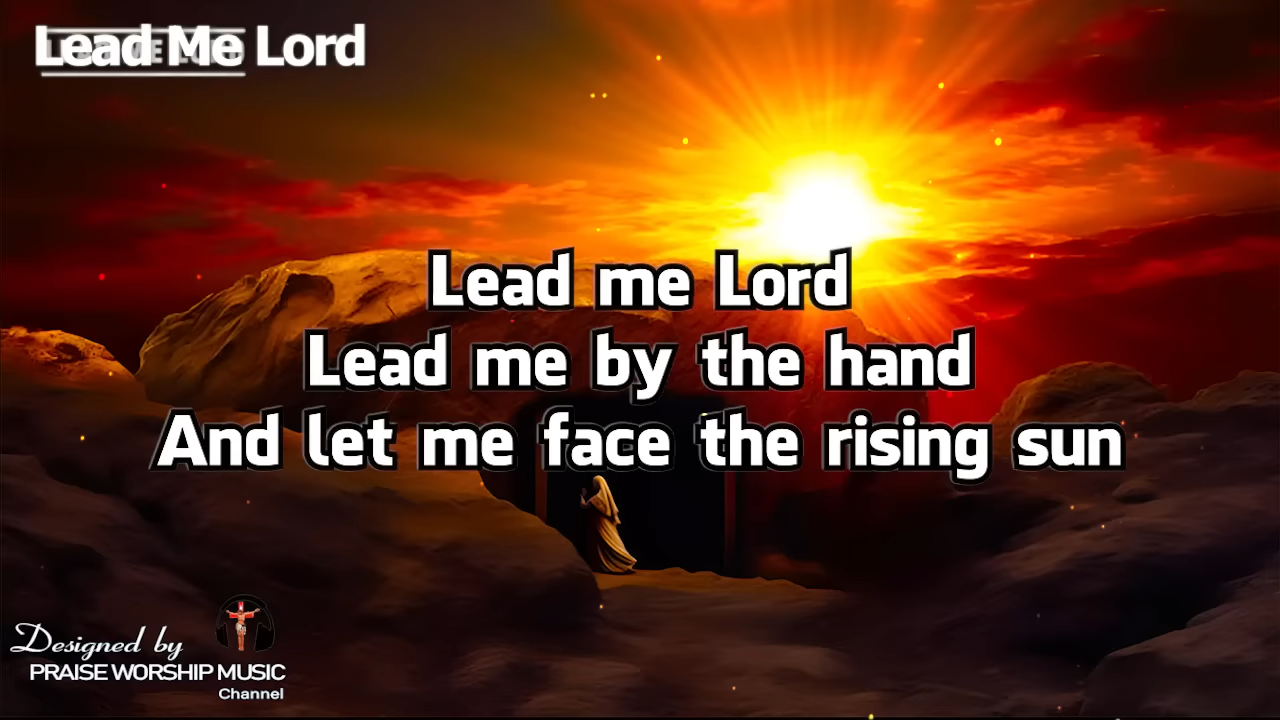 Lead Me Lord
Lead me Lord
Lead me by the hand
And let me face the rising sun
Designed by
PRAISE WORSHIP MUSIC
Channel